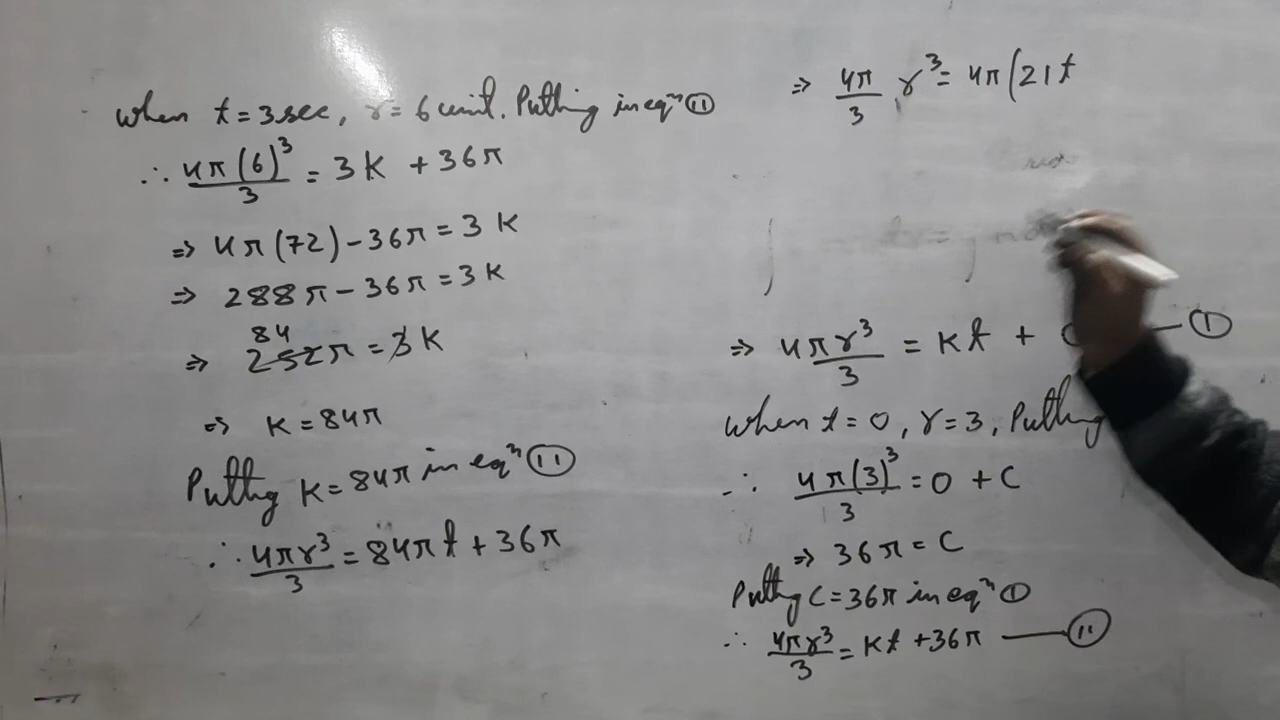 when t = 3 sec, r = 6 unit. Putting in eqⁿ (11)
∴ 4π(6)³/3 = 3K + 36π
⇒ 4π(72) - 36π = 3K
⇒ 288π - 36π = 3K
84
⇒ 252π = 3K
⇒ K = 84π
Putting K = 84π in eqⁿ (11)
∴ 4πr³/3 = 84πt + 36π
⇒ 4π/3 r³ = 4π(21t
⇒ 4πr³/3 = Kt + — (1)
when t = 0, r = 3, Putting
∴ 4π(3)³/3 = 0 + C
⇒ 36π = C
Puttng C = 36π in eqⁿ (1)
∴ 4πr³/3 = Kt + 36π — (11)